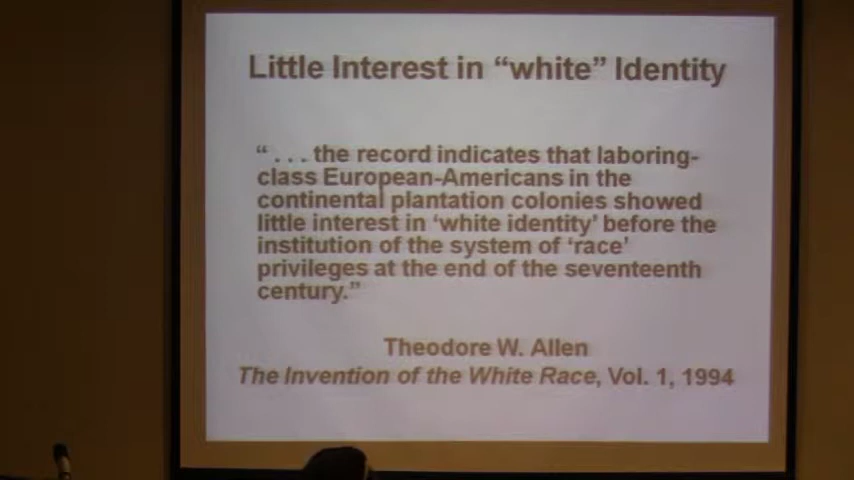 Little Interest in “white” Identity
“ . . . the record indicates that laboring-
class European-Americans in the
continental plantation colonies showed
little interest in ‘white identity’ before the
institution of the system of ‘race’
privileges at the end of the seventeenth
century.”
Theodore W. Allen
The Invention of the White Race, Vol. 1, 1994